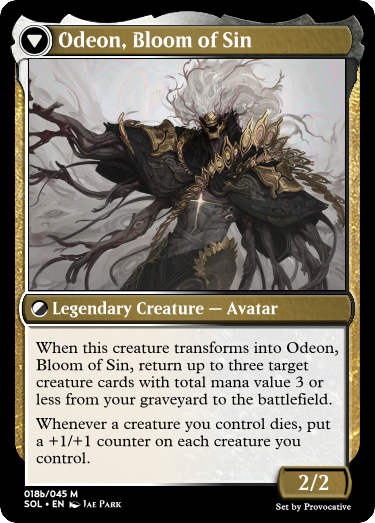 Odeon, Bloom of Sin
Legendary Creature — Avatar
When this creature transforms into Odeon,
Bloom of Sin, return up to three target
creature cards with total mana value 3 or
less from your graveyard to the battlefield.
Whenever a creature you control dies, put
a +1/+1 counter on each creature you
control.
2/2
018b/045 M
SOL • EN Jae Park
Set by Provocative